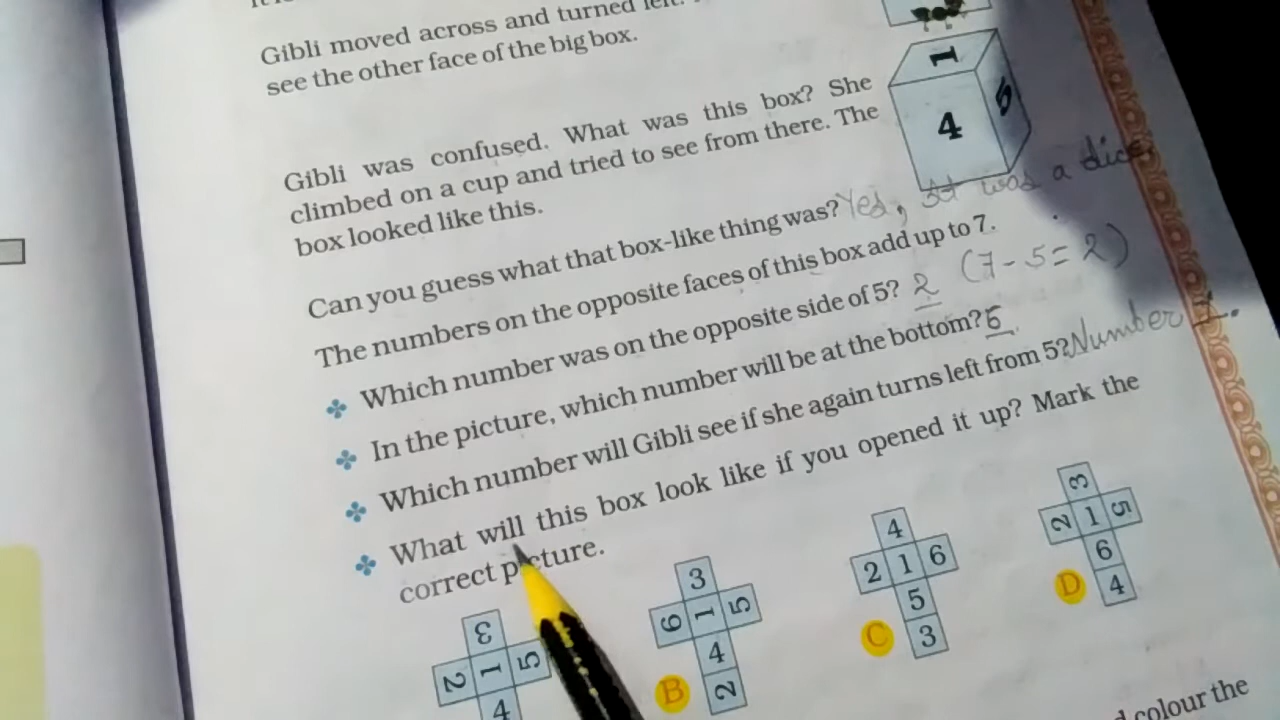 Gibli moved across and turned left.
see the other face of the big box.
1
4
5
Gibli was confused. What was this box? She
climbed on a cup and tried to see from there. The
box looked like this.
Can you guess what that box-like thing was? Yes, It was a dice.
The numbers on the opposite faces of this box add up to 7.
Which number was on the opposite side of 5? 2 (7-5=2)
In the picture, which number will be at the bottom? 6
Which number will Gibli see if she again turns left from 5? Number
What will this box look like if you opened it up? Mark the
correct picture.
3
2 1 5
4
3
6 1 5
4
B 2
4
2 1 6
5
C 3
3
2 1 5
6
D 4
colour the